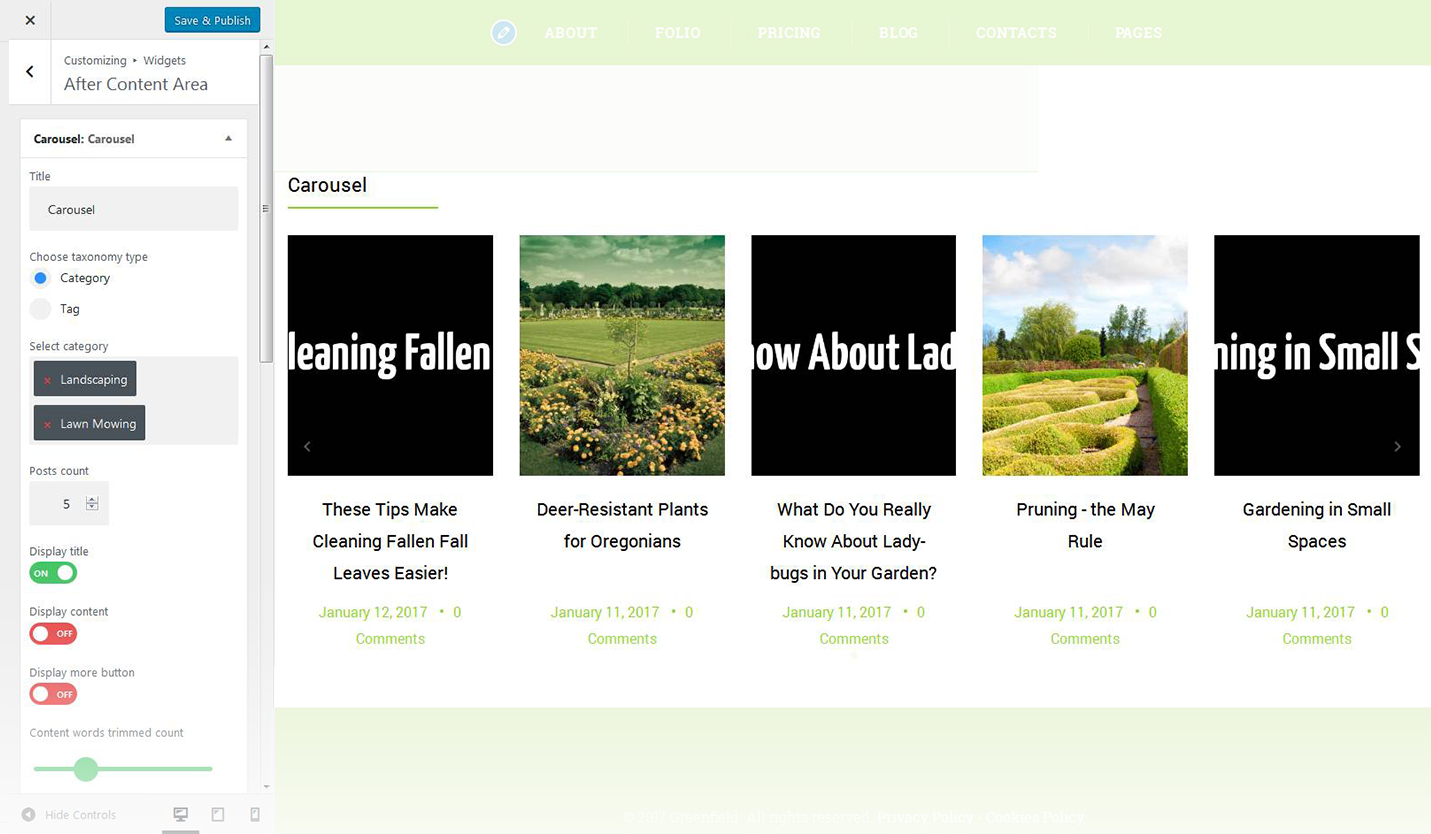 Save & Publish
Customizing ▸ Widgets
After Content Area
Carousel: Carousel
Title
Carousel
Choose taxonomy type
Category
Tag
Select category
× Landscaping
× Lawn Mowing
Posts count
5
Display title
ON
Display content
OFF
Display more button
OFF
Content words trimmed count
Hide Controls
ABOUT FOLIO PRICING BLOG CONTACTS PAGES
Carousel
leaning Fallen
now About Lad
ning in Small S
These Tips Make
Cleaning Fallen Fall
Leaves Easier!
January 12, 2017 • 0
Comments
Deer-Resistant Plants
for Oregonians
January 11, 2017 • 0
Comments
What Do You Really
Know About Lady-
bugs in Your Garden?
January 11, 2017 • 0
Comments
Pruning - the May
Rule
January 11, 2017 • 0
Comments
Gardening in Small
Spaces
January 11, 2017 • 0
Comments
© 2017 Greenfield. All rights reserved. Privacy Policy Cookies Policy